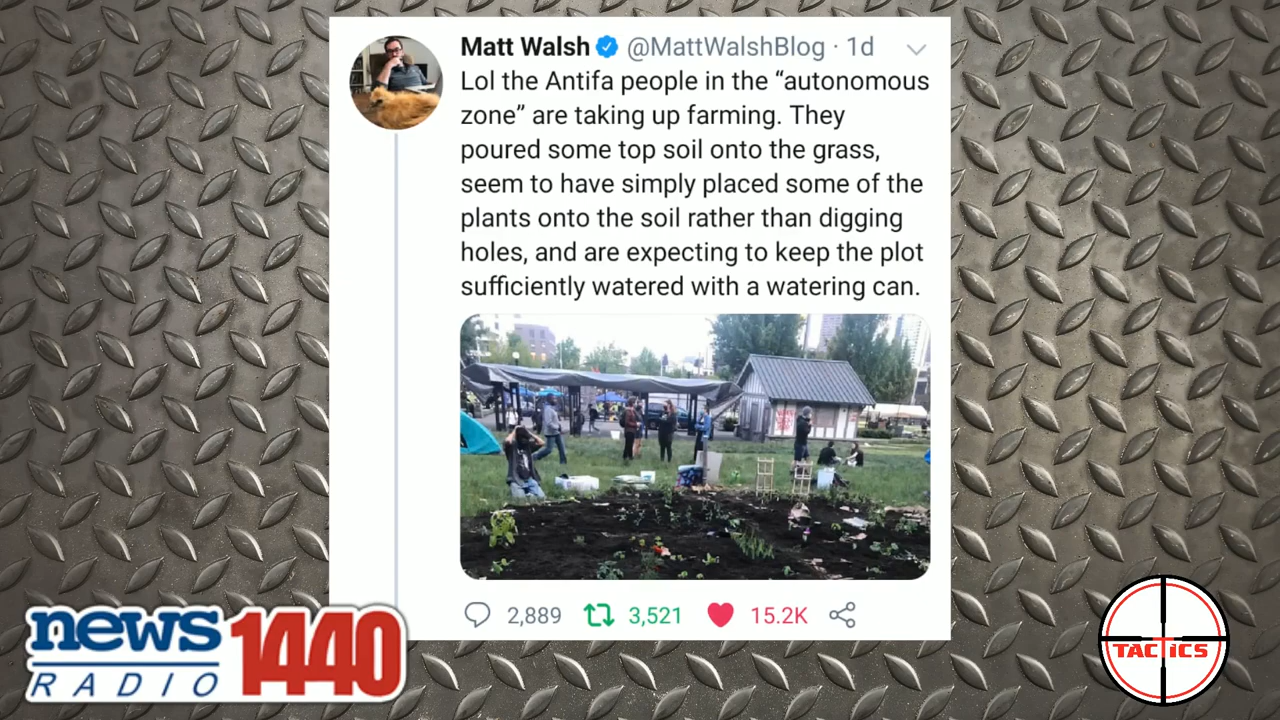 Matt Walsh @MattWalshBlog · 1d
Lol the Antifa people in the “autonomous
zone” are taking up farming. They
poured some top soil onto the grass,
seem to have simply placed some of the
plants onto the soil rather than digging
holes, and are expecting to keep the plot
sufficiently watered with a watering can.
2,889 3,521 15.2K
news 1440
RADIO
TACTICS